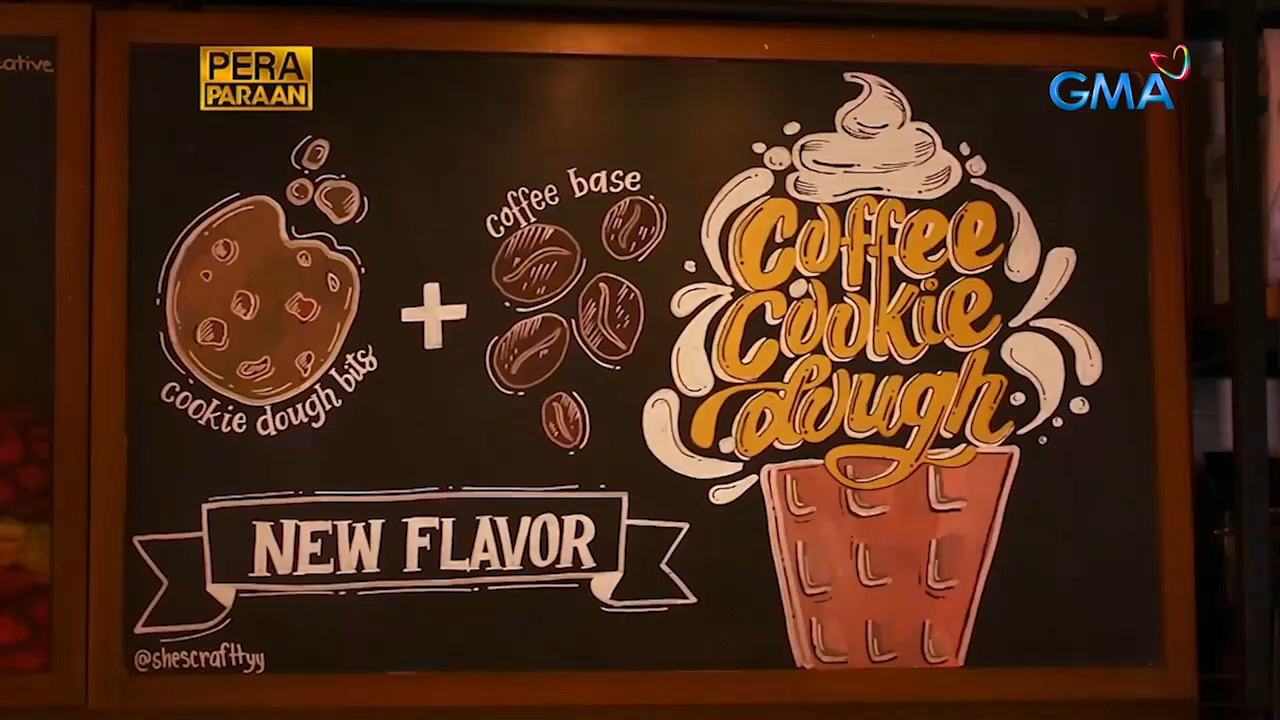 PERA
PARAAN
GMA
cookie dough bits
coffee base
Coffee
Cookie
dough
NEW FLAVOR
@shescrafttyy